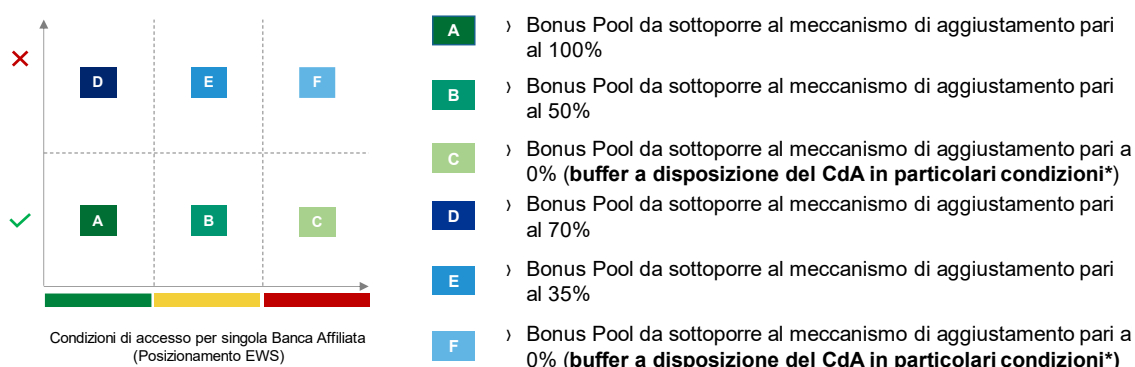 D
E
F
A
B
C
Condizioni di accesso per singola Banca Affiliata
(Posizionamento EWS)
A
› Bonus Pool da sottoporre al meccanismo di aggiustamento pari
al 100%
B
› Bonus Pool da sottoporre al meccanismo di aggiustamento pari
al 50%
C
› Bonus Pool da sottoporre al meccanismo di aggiustamento pari a
0% (buffer a disposizione del CdA in particolari condizioni*)
D
› Bonus Pool da sottoporre al meccanismo di aggiustamento pari
al 70%
E
› Bonus Pool da sottoporre al meccanismo di aggiustamento pari
al 35%
F
› Bonus Pool da sottoporre al meccanismo di aggiustamento pari a
0% (buffer a disposizione del CdA in particolari condizioni*)